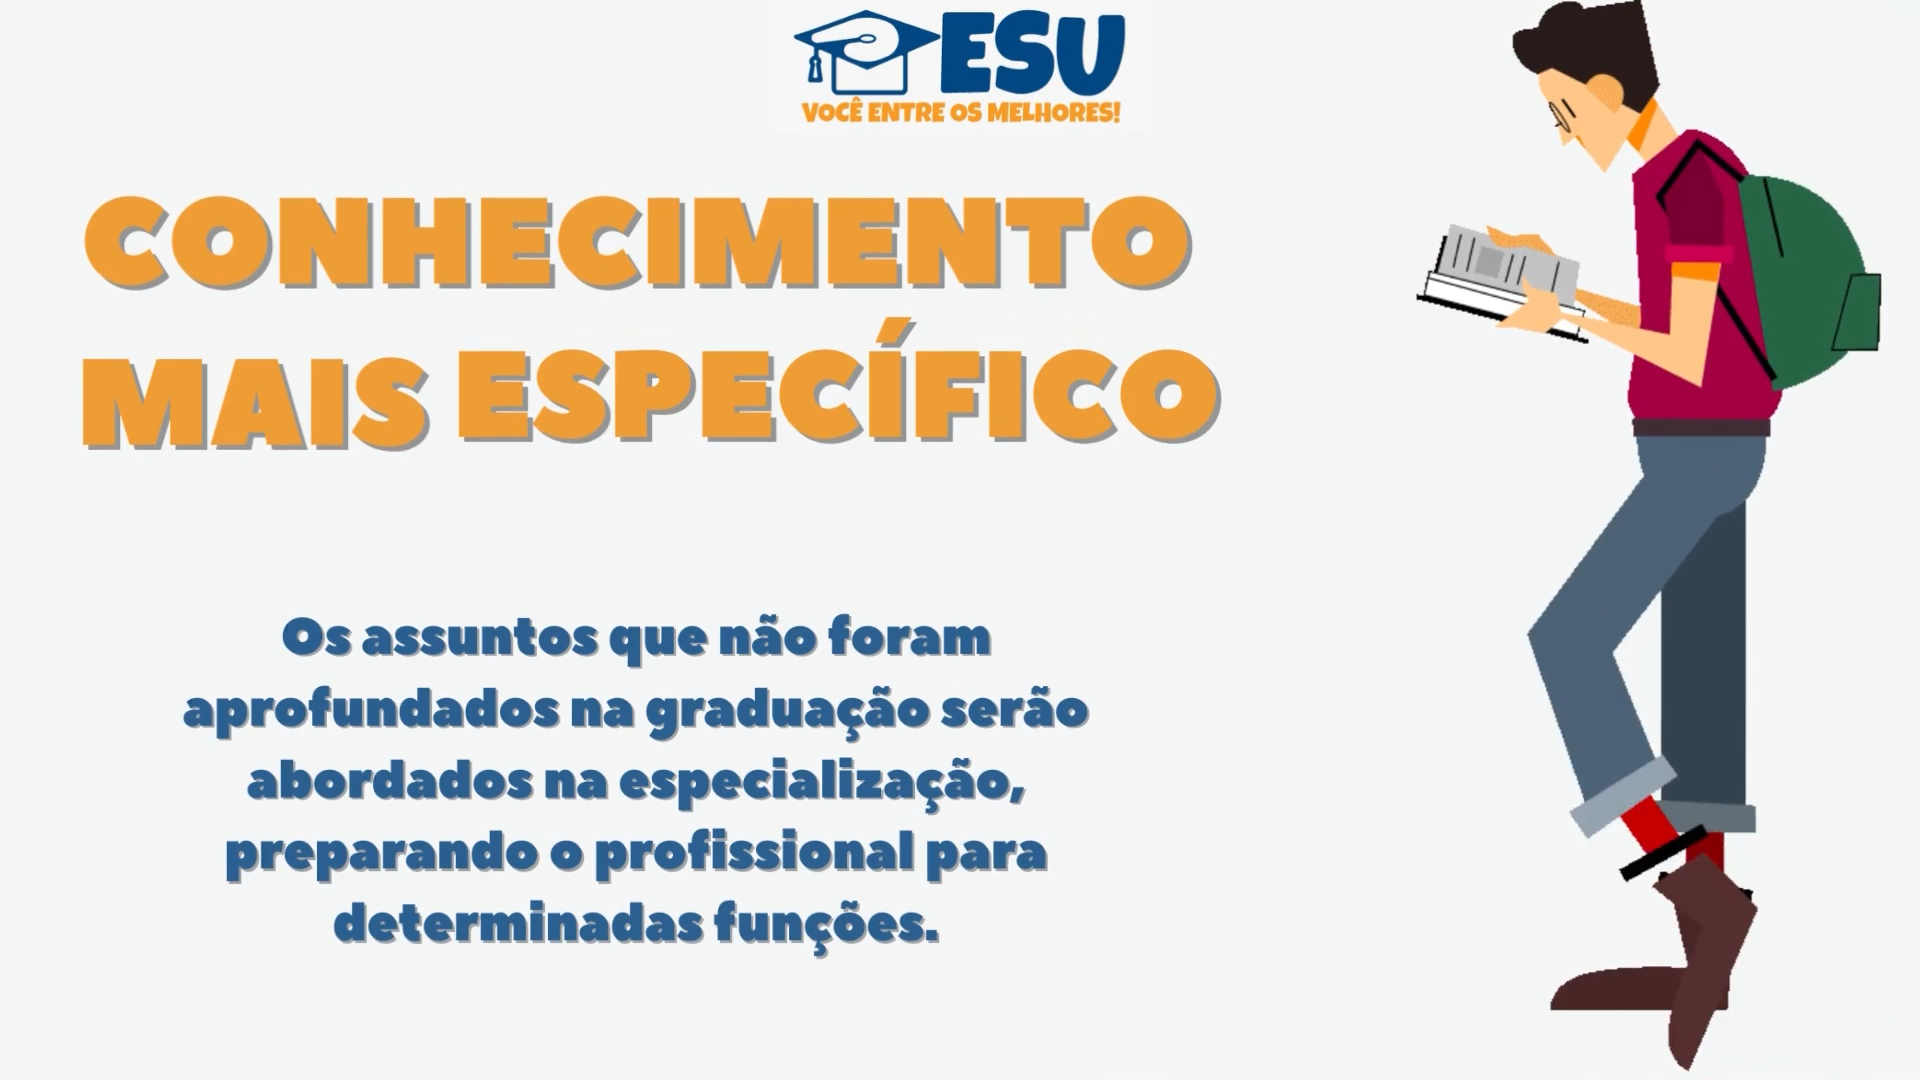 ESU
VOCÊ ENTRE OS MELHORES!
CONHECIMENTO
MAIS ESPECÍFICO
Os assuntos que não foram
aprofundados na graduação serão
abordados na especialização,
preparando o profissional para
determinadas funções.